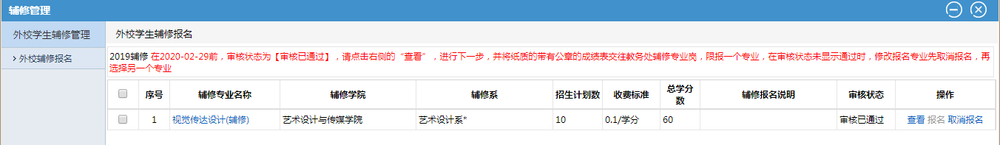 辅修管理
外校学生辅修管理
外校辅修报名
外校学生辅修报名
2019辅修 在2020-02-29前，审核状态为【审核已通过】，请点击右侧的“查看”，进行下一步，并将纸质的带有公章的成绩表交往教务处辅修专业岗，限报一个专业，在审核状态未显示通过时，修改报名专业先取消报名，再
选择另一个专业
序号 辅修专业名称 辅修学院 辅修系 招生计划数 收费标准 总学分数 辅修报名说明 审核状态 操作
1 视觉传达设计(辅修) 艺术设计与传媒学院 艺术设计系* 10 0.1/学分 60 审核已通过 查看 报名 取消报名